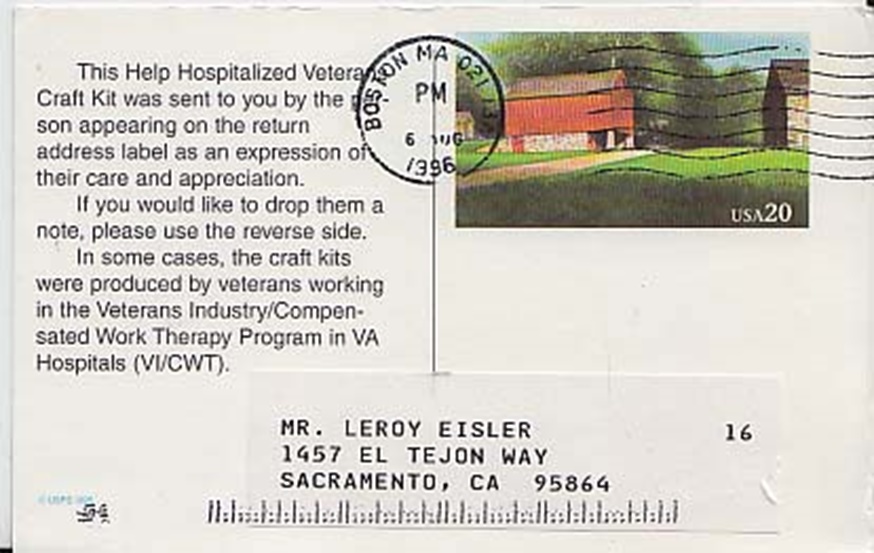 This Help Hospitalized Veterans
Craft Kit was sent to you by the
son appearing on the return
address label as an expression of
their care and appreciation.
If you would like to drop them a
note, please use the reverse side.
In some cases, the craft kits
were produced by veterans working
in the Veterans Industry/Compen-
sated Work Therapy Program in VA
Hospitals (VI/CWT).
BOSTON MA 021
PM
6 AUG
1996
USA20
MR. LEROY EISLER 16
1457 EL TEJON WAY
SACRAMENTO, CA 95864